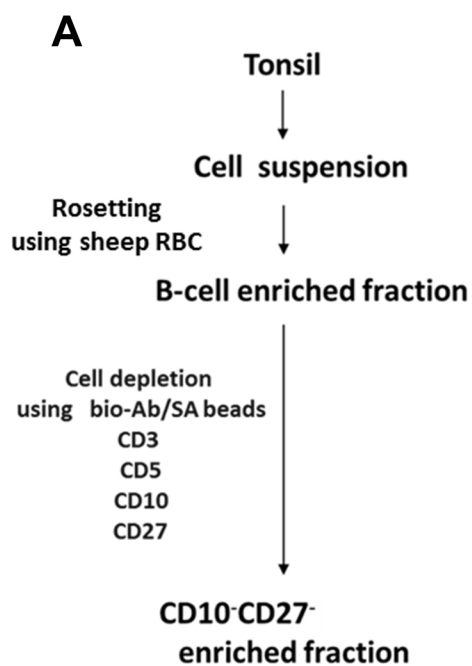 A
Tonsil
Cell suspension
Rosetting
using sheep RBC
B-cell enriched fraction
Cell depletion
using bio-Ab/SA beads
CD3
CD5
CD10
CD27
CD10⁻CD27⁻
enriched fraction